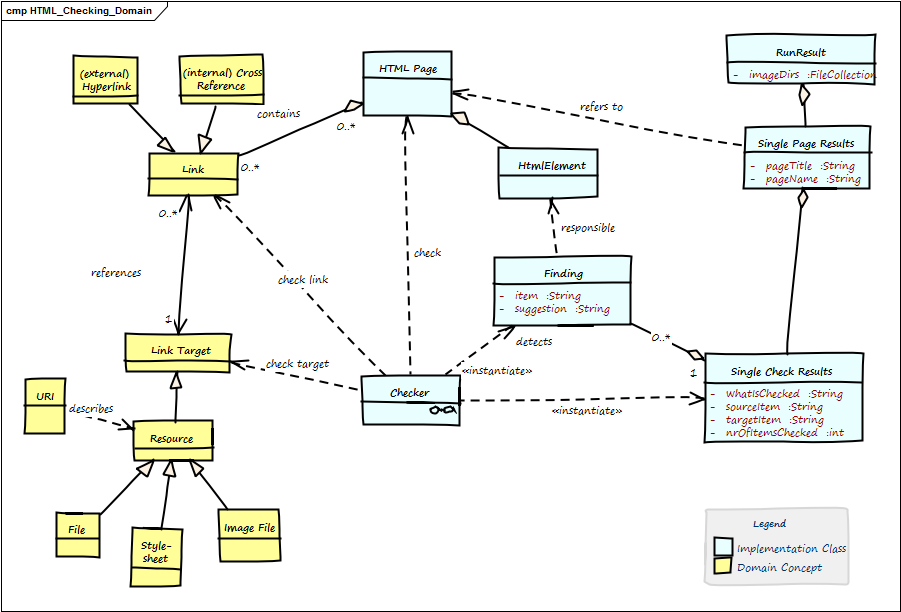 cmp HTML_Checking_Domain
(external)
Hyperlink
(internal) Cross
Reference
HTML Page
RunResult
- imageDirs :FileCollection
contains
0..*
refers to
Single Page Results
- pageTitle :String
- pageName :String
Link
0..*
HtmlElement
0..*
responsible
references
check link
check
Finding
- item :String
- suggestion :String
1
Link Target
check target
detects
0..*
«instantiate»
1
Single Check Results
- whatIsChecked :String
- sourceItem :String
- targetItem :String
- nrOfItemsChecked :int
Checker
«instantiate»
URI
describes
Resource
File
Style-
sheet
Image File
Legend
Implementation Class
Domain Concept